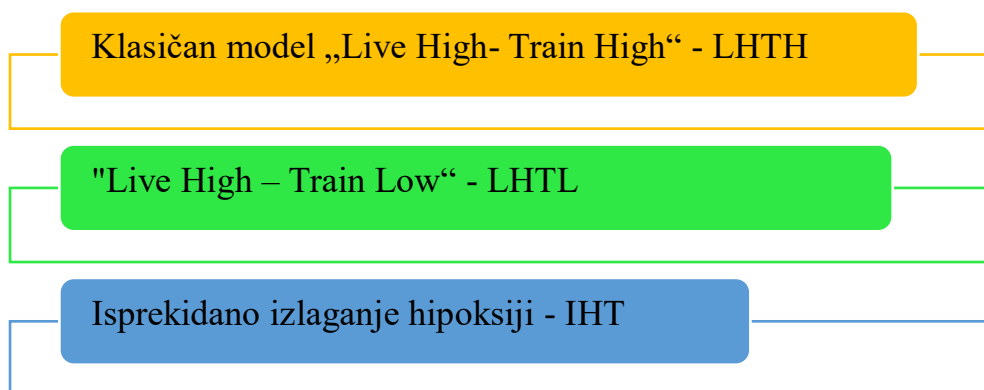 Klasičan model „Live High- Train High“ - LHTH
"Live High – Train Low“ - LHTL
Isprekidano izlaganje hipoksiji - IHT